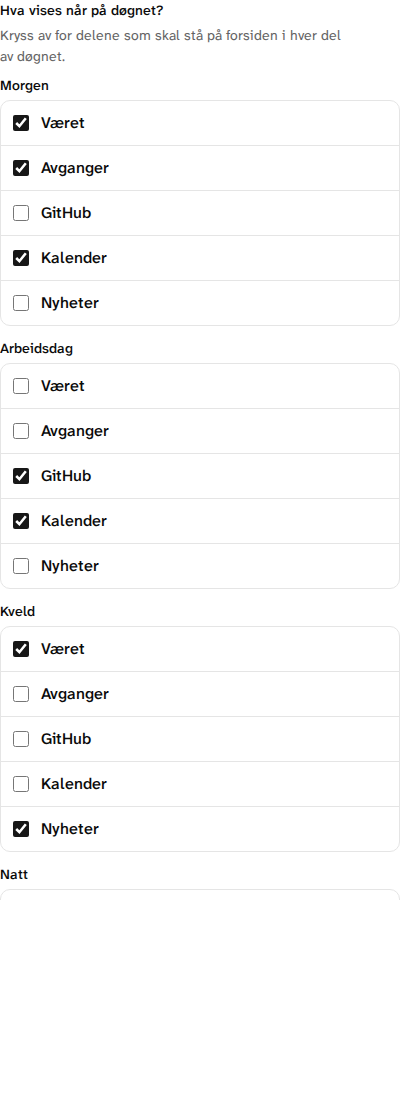 Hva vises når på døgnet?
Kryss av for delene som skal stå på forsiden i hver del
av døgnet.
Morgen
Været
Avganger
GitHub
Kalender
Nyheter
Arbeidsdag
Været
Avganger
GitHub
Kalender
Nyheter
Kveld
Været
Avganger
GitHub
Kalender
Nyheter
Natt